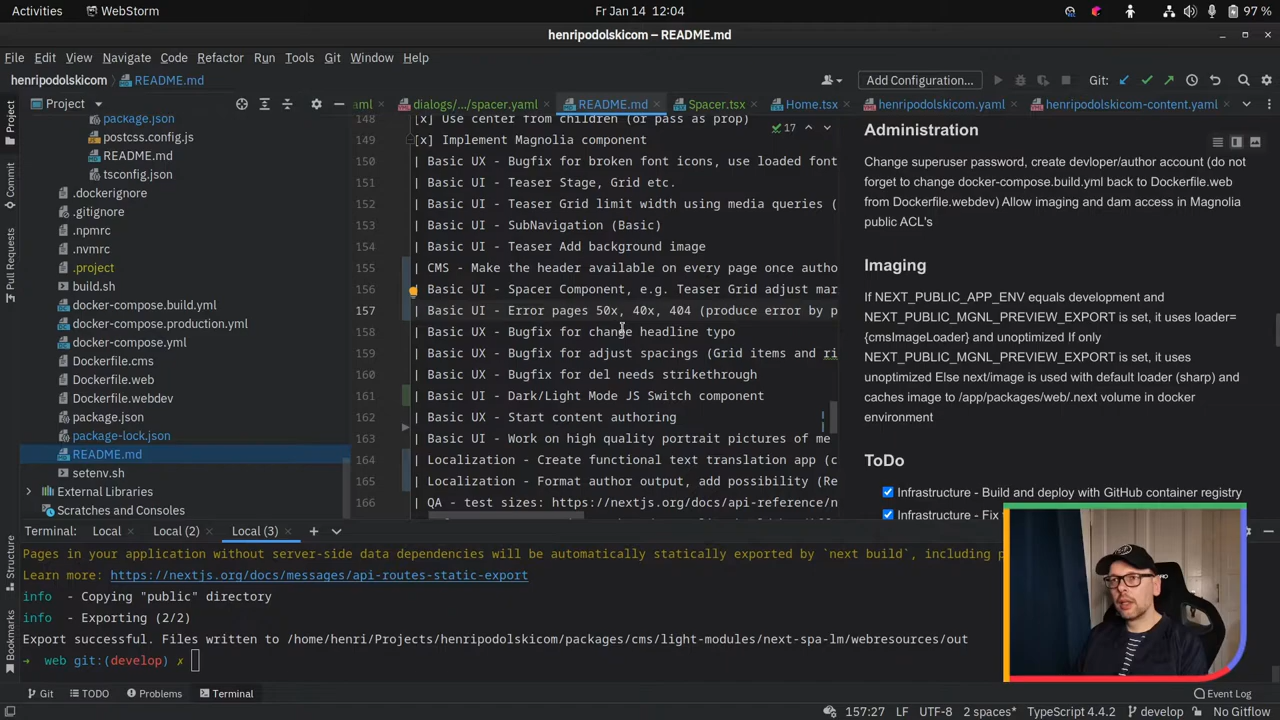 Activities WebStorm Fr Jan 14 12:04 97 %
henripodolskicom – README.md
File Edit View Navigate Code Refactor Run Tools Git Window Help
henripodolskicom README.md Add Configuration... Git:
Project aml dialogs/.../spacer.yaml README.md Spacer.tsx Home.tsx henripodolskicom.yaml henripodolskicom-content.yaml
Project
Commit
Pull Requests
Structure
Bookmarks
package.json
postcss.config.js
README.md
tsconfig.json
.dockerignore
.gitignore
.npmrc
.nvmrc
.project
build.sh
docker-compose.build.yml
docker-compose.production.yml
docker-compose.yml
Dockerfile.cms
Dockerfile.web
Dockerfile.webdev
package.json
package-lock.json
README.md
setenv.sh
External Libraries
Scratches and Consoles
17
148 [x] Use center from children (or pass as prop)
149 [x] Implement Magnolia component
150 | Basic UX - Bugfix for broken font icons, use loaded font
151 | Basic UI - Teaser Stage, Grid etc.
152 | Basic UI - Teaser Grid limit width using media queries (
153 | Basic UI - SubNavigation (Basic)
154 | Basic UI - Teaser Add background image
155 | CMS - Make the header available on every page once autho
156 | Basic UI - Spacer Component, e.g. Teaser Grid adjust mar
157 | Basic UI - Error pages 50x, 40x, 404 (produce error by p
158 | Basic UX - Bugfix for change headline typo
159 | Basic UX - Bugfix for adjust spacings (Grid items and ri
160 | Basic UX - Bugfix for del needs strikethrough
161 | Basic UI - Dark/Light Mode JS Switch component
162 | Basic UX - Start content authoring
163 | Basic UI - Work on high quality portrait pictures of me
164 | Localization - Create functional text translation app (c
165 | Localization - Format author output, add possibility (Re
166 | QA - test sizes: https://nextjs.org/docs/api-reference/n
Administration
Change superuser password, create devloper/author account (do not
forget to change docker-compose.build.yml back to Dockerfile.web
from Dockerfile.webdev) Allow imaging and dam access in Magnolia
public ACL's
Imaging
If NEXT_PUBLIC_APP_ENV equales development and
NEXT_PUBLIC_MGNL_PREVIEW_EXPORT is set, it uses loader=
{cmsImageLoader} and unoptimized If only
NEXT_PUBLIC_MGNL_PREVIEW_EXPORT is set, it uses
unoptimized Else next/image is used with default loader (sharp) and
caches image to /app/packages/web/.next volume in docker
environment
ToDo
Infrastructure - Build and deploy with GitHub container registry
Infrastructure - Fix
Terminal: Local Local (2) Local (3)
Pages in your application without server-side data dependencies will be automatically statically exported by `next build`, including p
Learn more: https://nextjs.org/docs/messages/api-routes-static-export
info - Copying "public" directory
info - Exporting (2/2)
Export successful. Files written to /home/henri/Projects/henripodolskicom/packages/cms/light-modules/next-spa-lm/webresources/out
→ web git:(develop) ✗
Git TODO Problems Terminal Event Log
157:27 LF UTF-8 2 spaces* TypeScript 4.4.2 develop No Gitflow